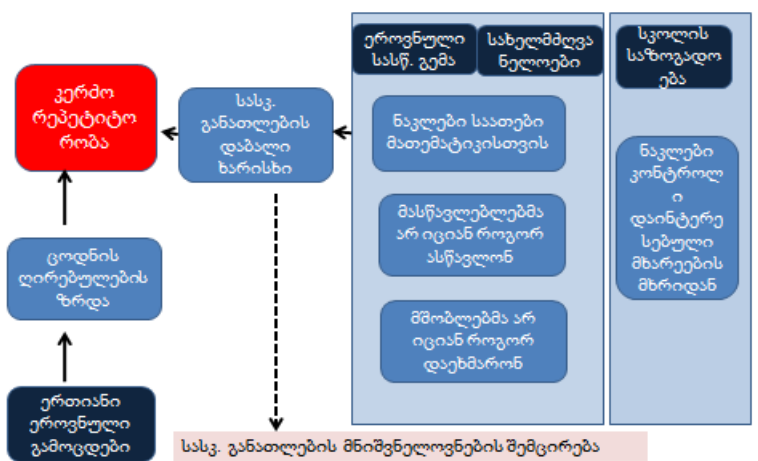 კერძო
რეპეტიტო
რობა
სასკ.
განათლების
დაბალი
ხარისხი
ეროვნული
სასწ. გემა
სახელმძღვა
ნელოები
სკოლის
საზოგადო
ება
ნაკლები საათები
მათემატიკისთვის
მასწავლებლებმა
არ იციან როგორ
ასწავლონ
მშობლებმა არ
იციან როგორ
დაეხმარონ
ნაკლები
კონტროლ
ი
დაინტერე
სებული
მხარეების
მხრიდან
ცოდნის
ღირებულების
ზრდა
ერთიანი
ეროვნული
გამოცდები
სასკ. განათლების მნიშვნელოვნების შემცირება